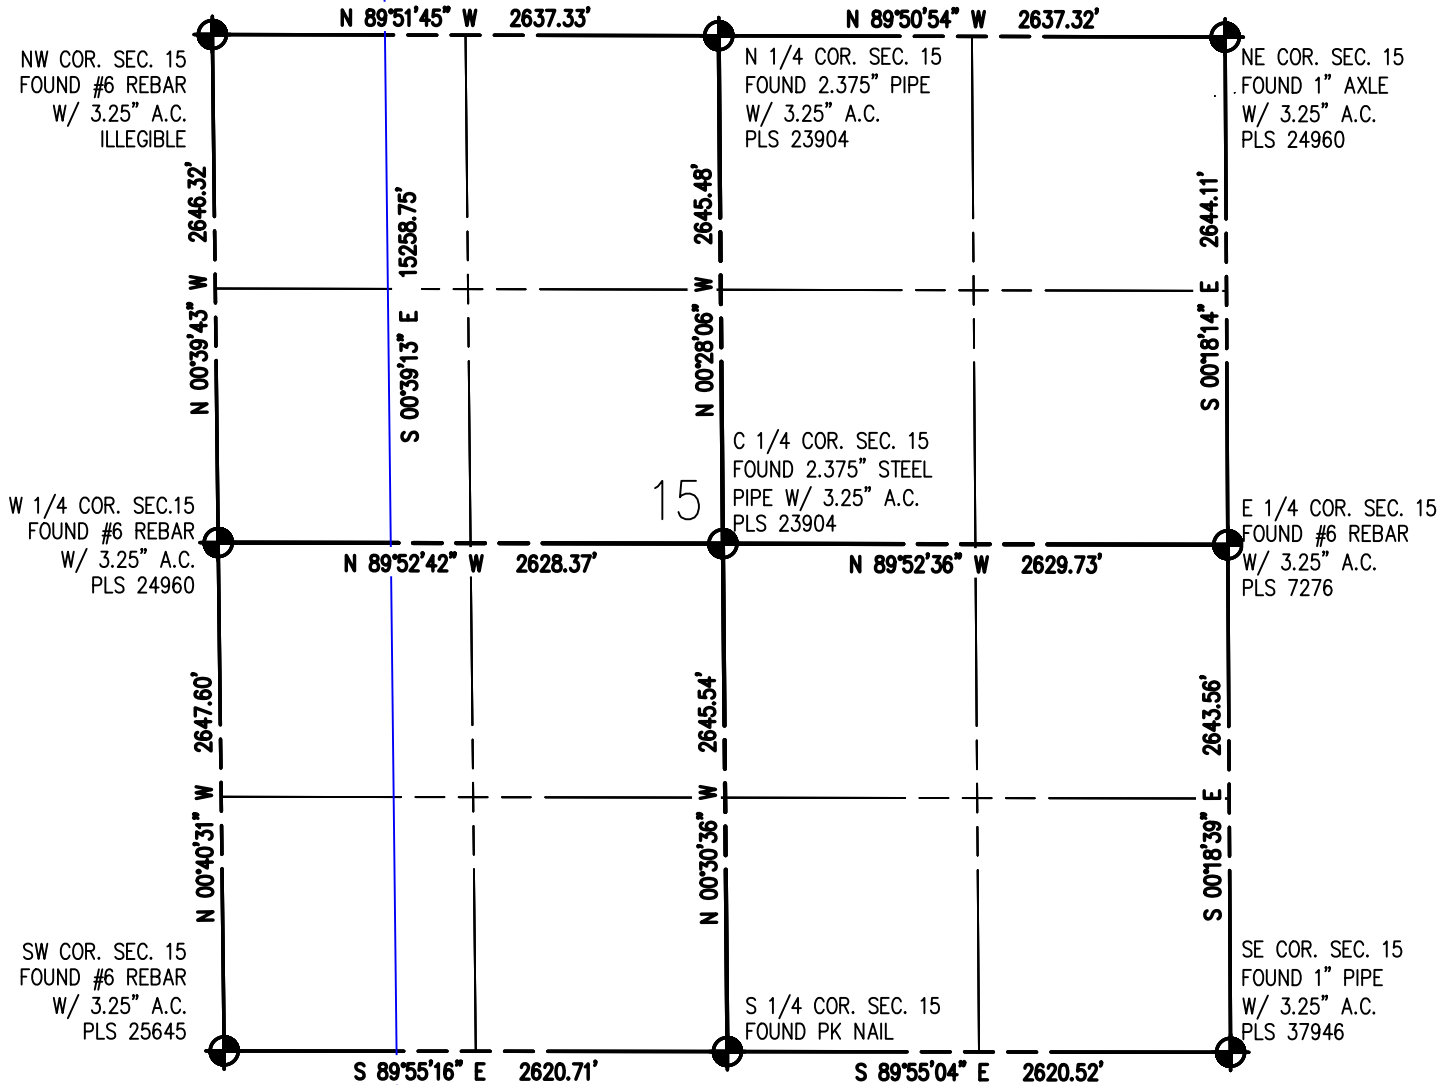 N 89°51'45" W 2637.33'
N 89°50'54" W 2637.32'
NW COR. SEC. 15
FOUND #6 REBAR
W/ 3.25" A.C.
ILLEGIBLE
N 1/4 COR. SEC. 15
FOUND 2.375" PIPE
W/ 3.25" A.C.
PLS 23904
NE COR. SEC. 15
FOUND 1" AXLE
W/ 3.25" A.C.
PLS 24960
N 00°39'43" W 2646.32'
S 00°39'13" E 15258.75'
N 00°28'06" W 2645.48'
S 00°18'14" E 2644.11'
C 1/4 COR. SEC. 15
FOUND 2.375" STEEL
PIPE W/ 3.25" A.C.
PLS 23904
15
W 1/4 COR. SEC.15
FOUND #6 REBAR
W/ 3.25" A.C.
PLS 24960
E 1/4 COR. SEC. 15
FOUND #6 REBAR
W/ 3.25" A.C.
PLS 7276
N 89°52'42" W 2628.37'
N 89°52'36" W 2629.73'
N 00°40'31" W 2647.60'
N 00°30'36" W 2645.54'
S 00°18'39" E 2643.56'
SW COR. SEC. 15
FOUND #6 REBAR
W/ 3.25" A.C.
PLS 25645
S 1/4 COR. SEC. 15
FOUND PK NAIL
SE COR. SEC. 15
FOUND 1" PIPE
W/ 3.25" A.C.
PLS 37946
S 89°55'16" E 2620.71'
S 89°55'04" E 2620.52'